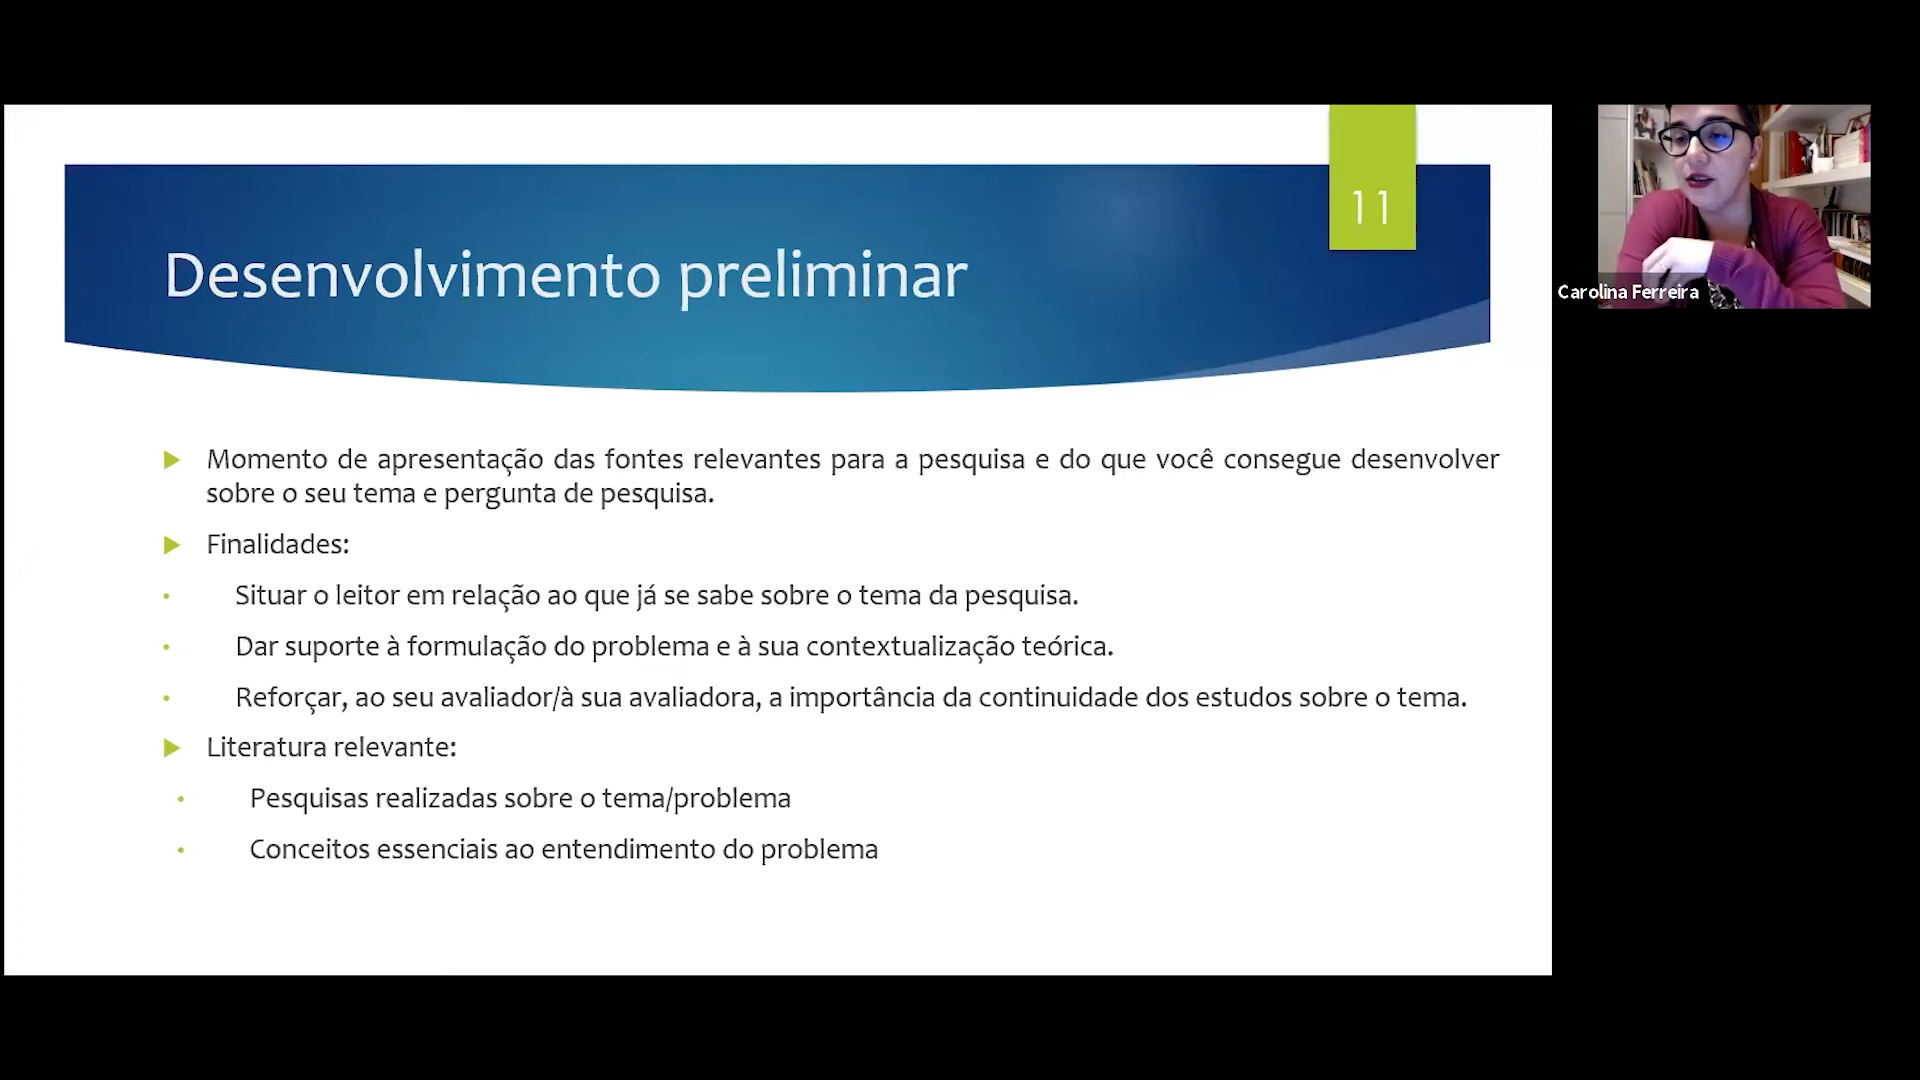 11
Desenvolvimento preliminar
Carolina Ferreira
Momento de apresentação das fontes relevantes para a pesquisa e do que você consegue desenvolver
sobre o seu tema e pergunta de pesquisa.
Finalidades:
Situar o leitor em relação ao que já se sabe sobre o tema da pesquisa.
Dar suporte à formulação do problema e à sua contextualização teórica.
Reforçar, ao seu avaliador/à sua avaliadora, a importância da continuidade dos estudos sobre o tema.
Literatura relevante:
Pesquisas realizadas sobre o tema/problema
Conceitos essenciais ao entendimento do problema